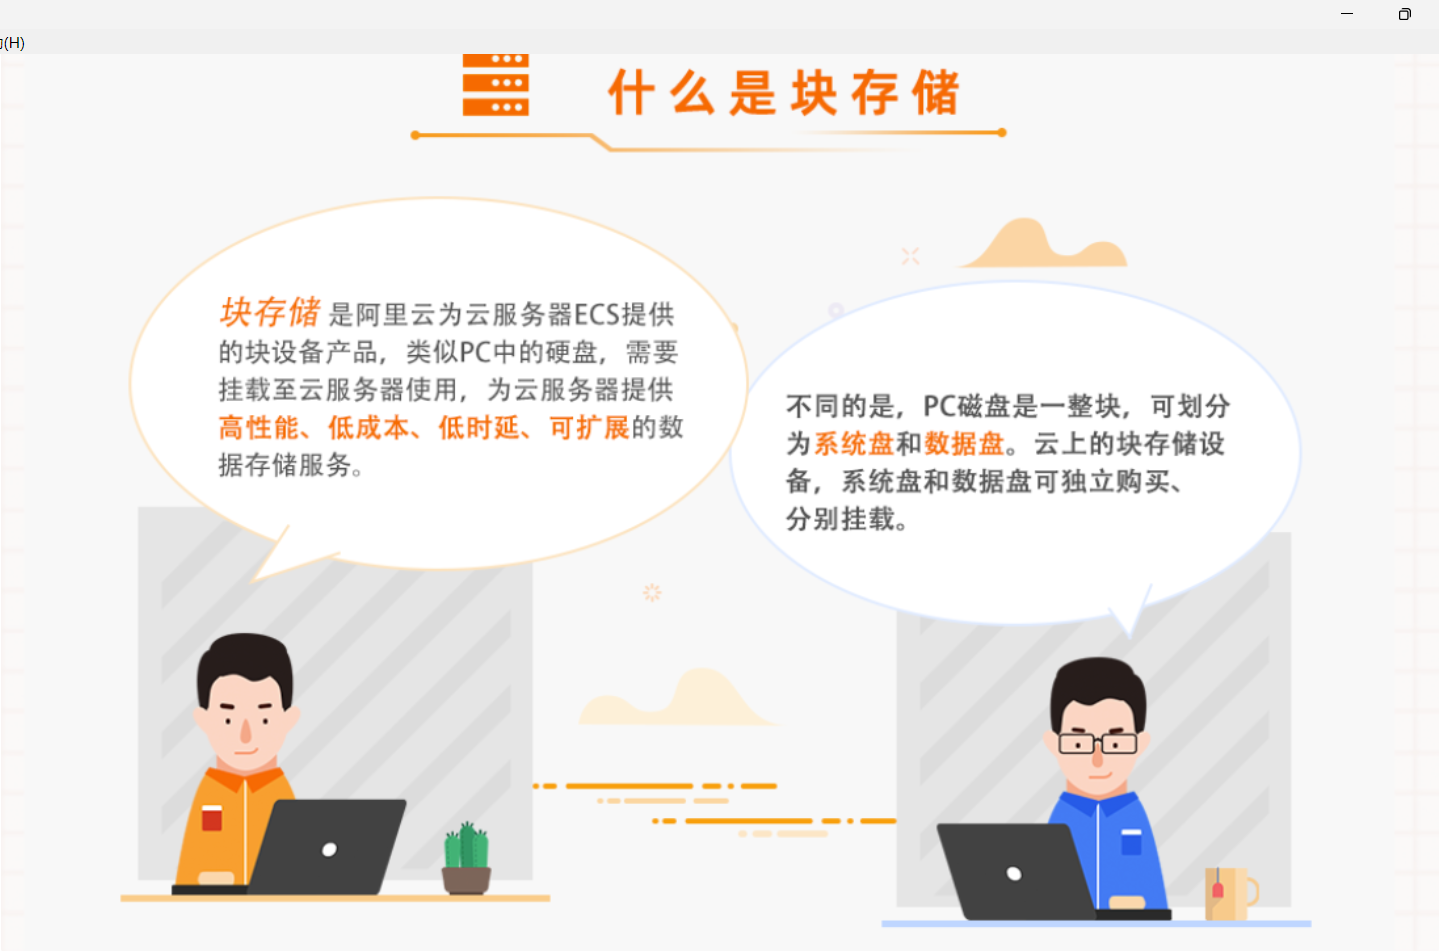 (H)
什么是块存储
块存储 是阿里云为云服务器ECS提供
的块设备产品，类似PC中的硬盘，需要
挂载至云服务器使用，为云服务器提供
高性能、低成本、低时延、可扩展的数
据存储服务。
不同的是，PC磁盘是一整块，可划分
为系统盘和数据盘。云上的块存储设
备，系统盘和数据盘可独立购买、
分别挂载。